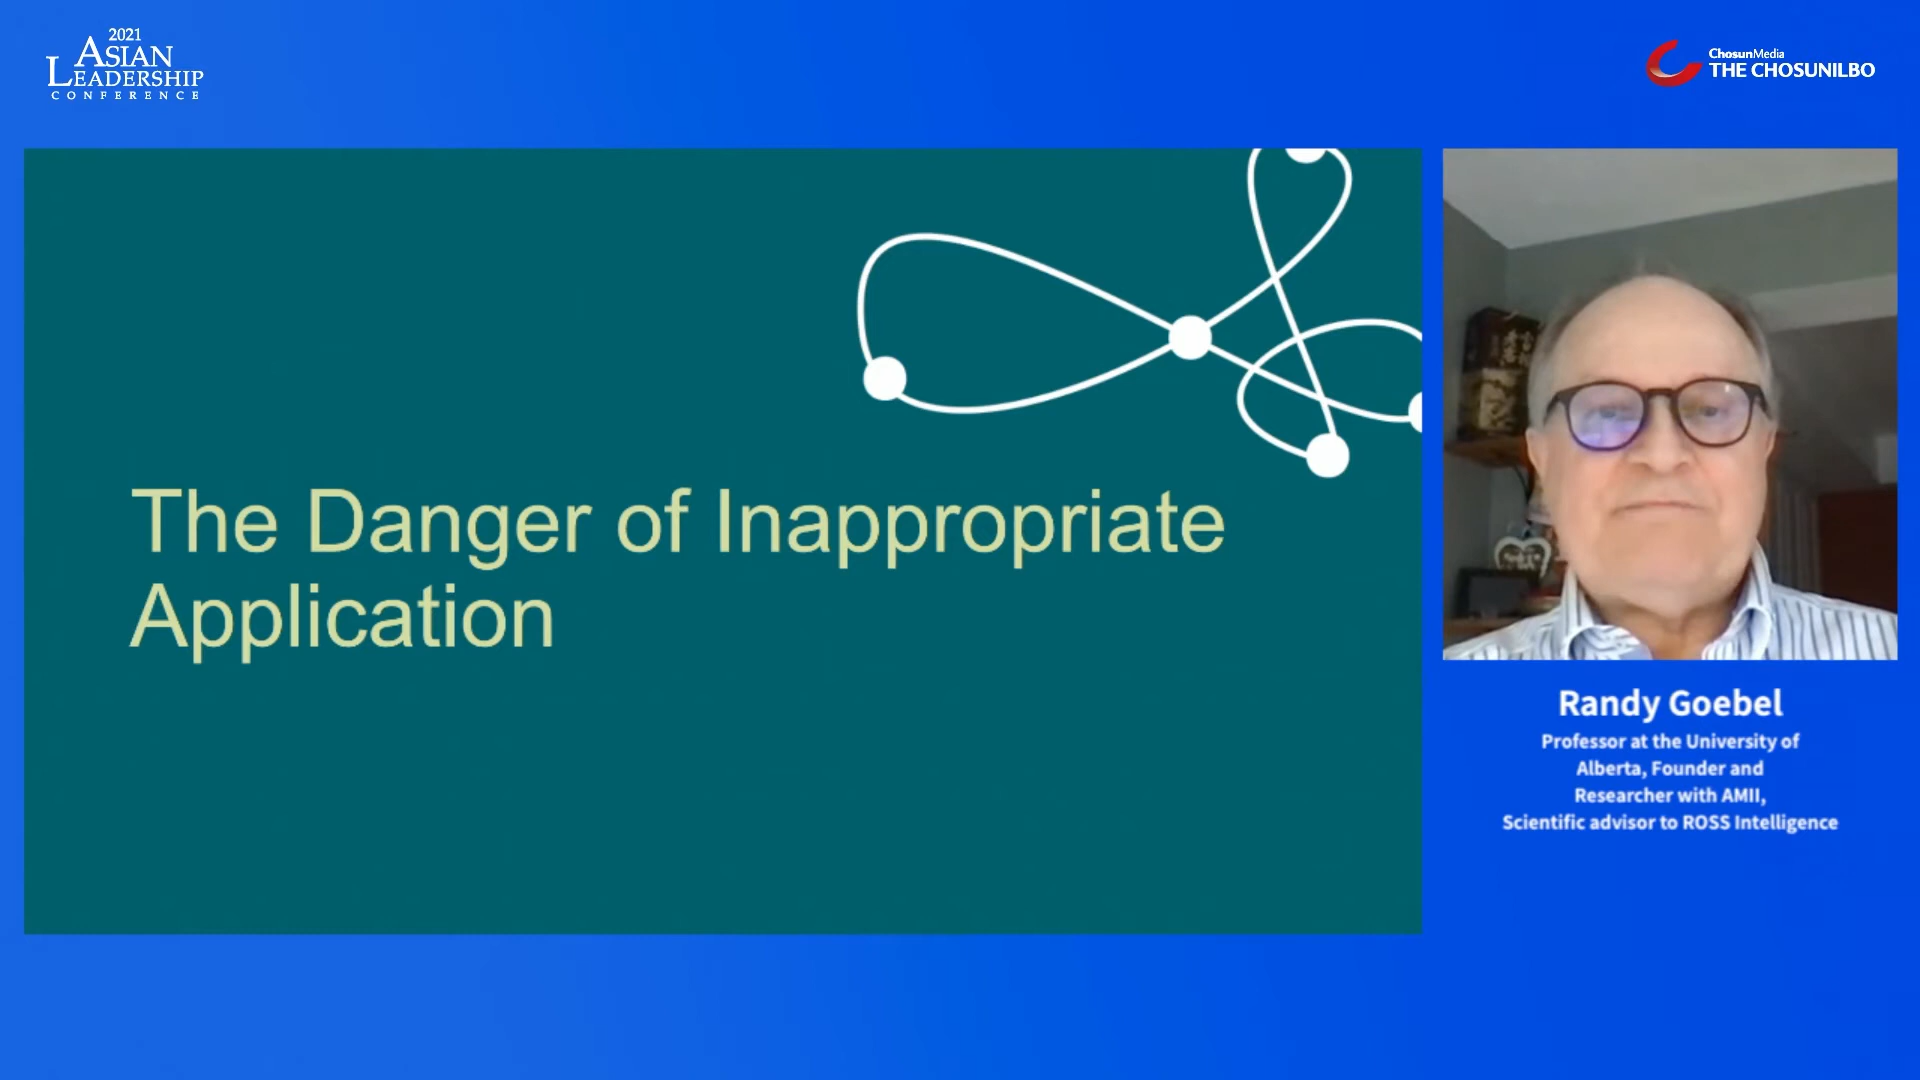 2021
ASIAN
LEADERSHIP
CONFERENCE
ChosunMedia
THE CHOSUNILBO
The Danger of Inappropriate
Application
Randy Goebel
Professor at the University of
Alberta, Founder and
Researcher with AMII,
Scientific advisor to ROSS Intelligence